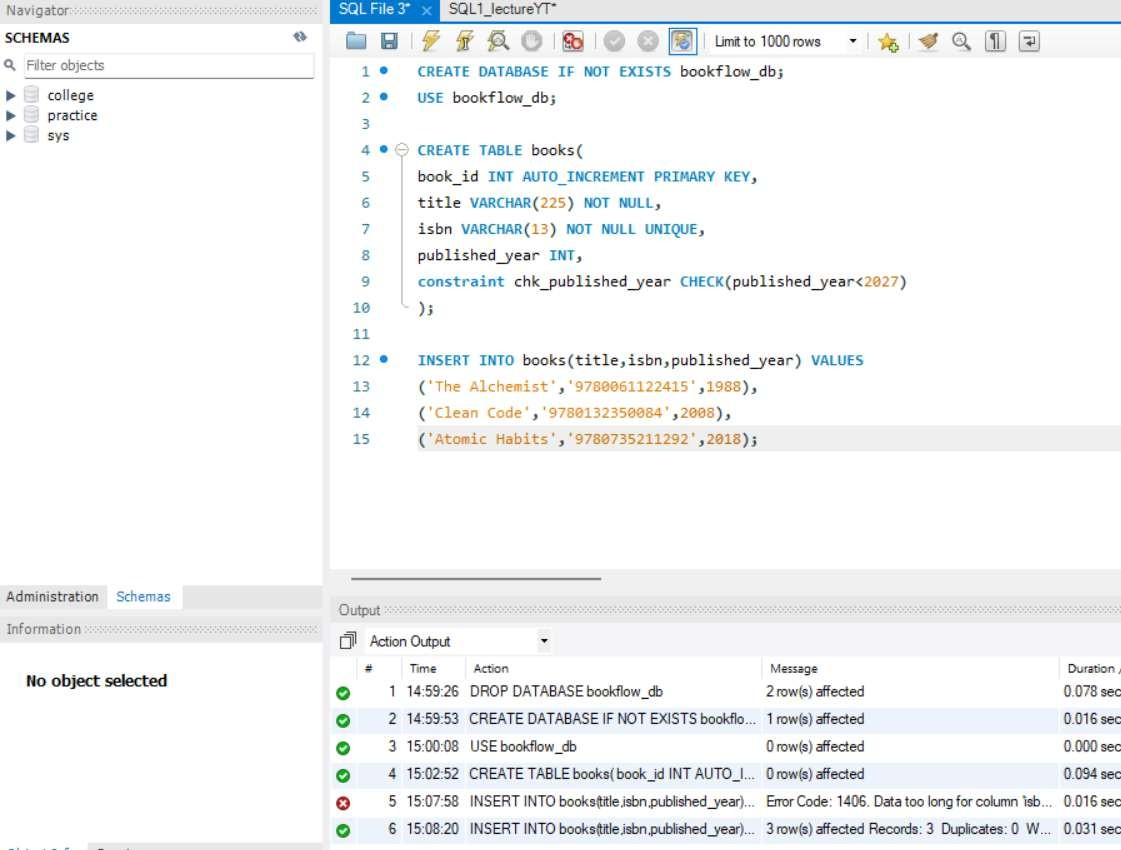 Navigator
SCHEMAS
Filter objects
college
practice
sys
Administration Schemas
Information
No object selected
SQL File 3* × SQL1_lectureYT*
Limit to 1000 rows
1 CREATE DATABASE IF NOT EXISTS bookflow_db;
2 USE bookflow_db;
3
4 CREATE TABLE books(
5 book_id INT AUTO_INCREMENT PRIMARY KEY,
6 title VARCHAR(225) NOT NULL,
7 isbn VARCHAR(13) NOT NULL UNIQUE,
8 published_year INT,
9 constraint chk_published_year CHECK(published_year<2027)
10 );
11
12 INSERT INTO books(title,isbn,published_year) VALUES
13 ('The Alchemist','9780061122415',1988),
14 ('Clean Code','9780132350084',2008),
15 ('Atomic Habits','9780735211292',2018);
Output
Action Output
# Time Action Message Duration /
1 14:59:26 DROP DATABASE bookflow_db 2 row(s) affected 0.078 sec
2 14:59:53 CREATE DATABASE IF NOT EXISTS bookflo... 1 row(s) affected 0.016 sec
3 15:00:08 USE bookflow_db 0 row(s) affected 0.000 sec
4 15:02:52 CREATE TABLE books( book_id INT AUTO_I... 0 row(s) affected 0.094 sec
5 15:07:58 INSERT INTO books(title,isbn,published_year)... Error Code: 1406. Data too long for column 'isb... 0.016 sec
6 15:08:20 INSERT INTO books(title,isbn,published_year)... 3 row(s) affected Records: 3 Duplicates: 0 W... 0.031 sec